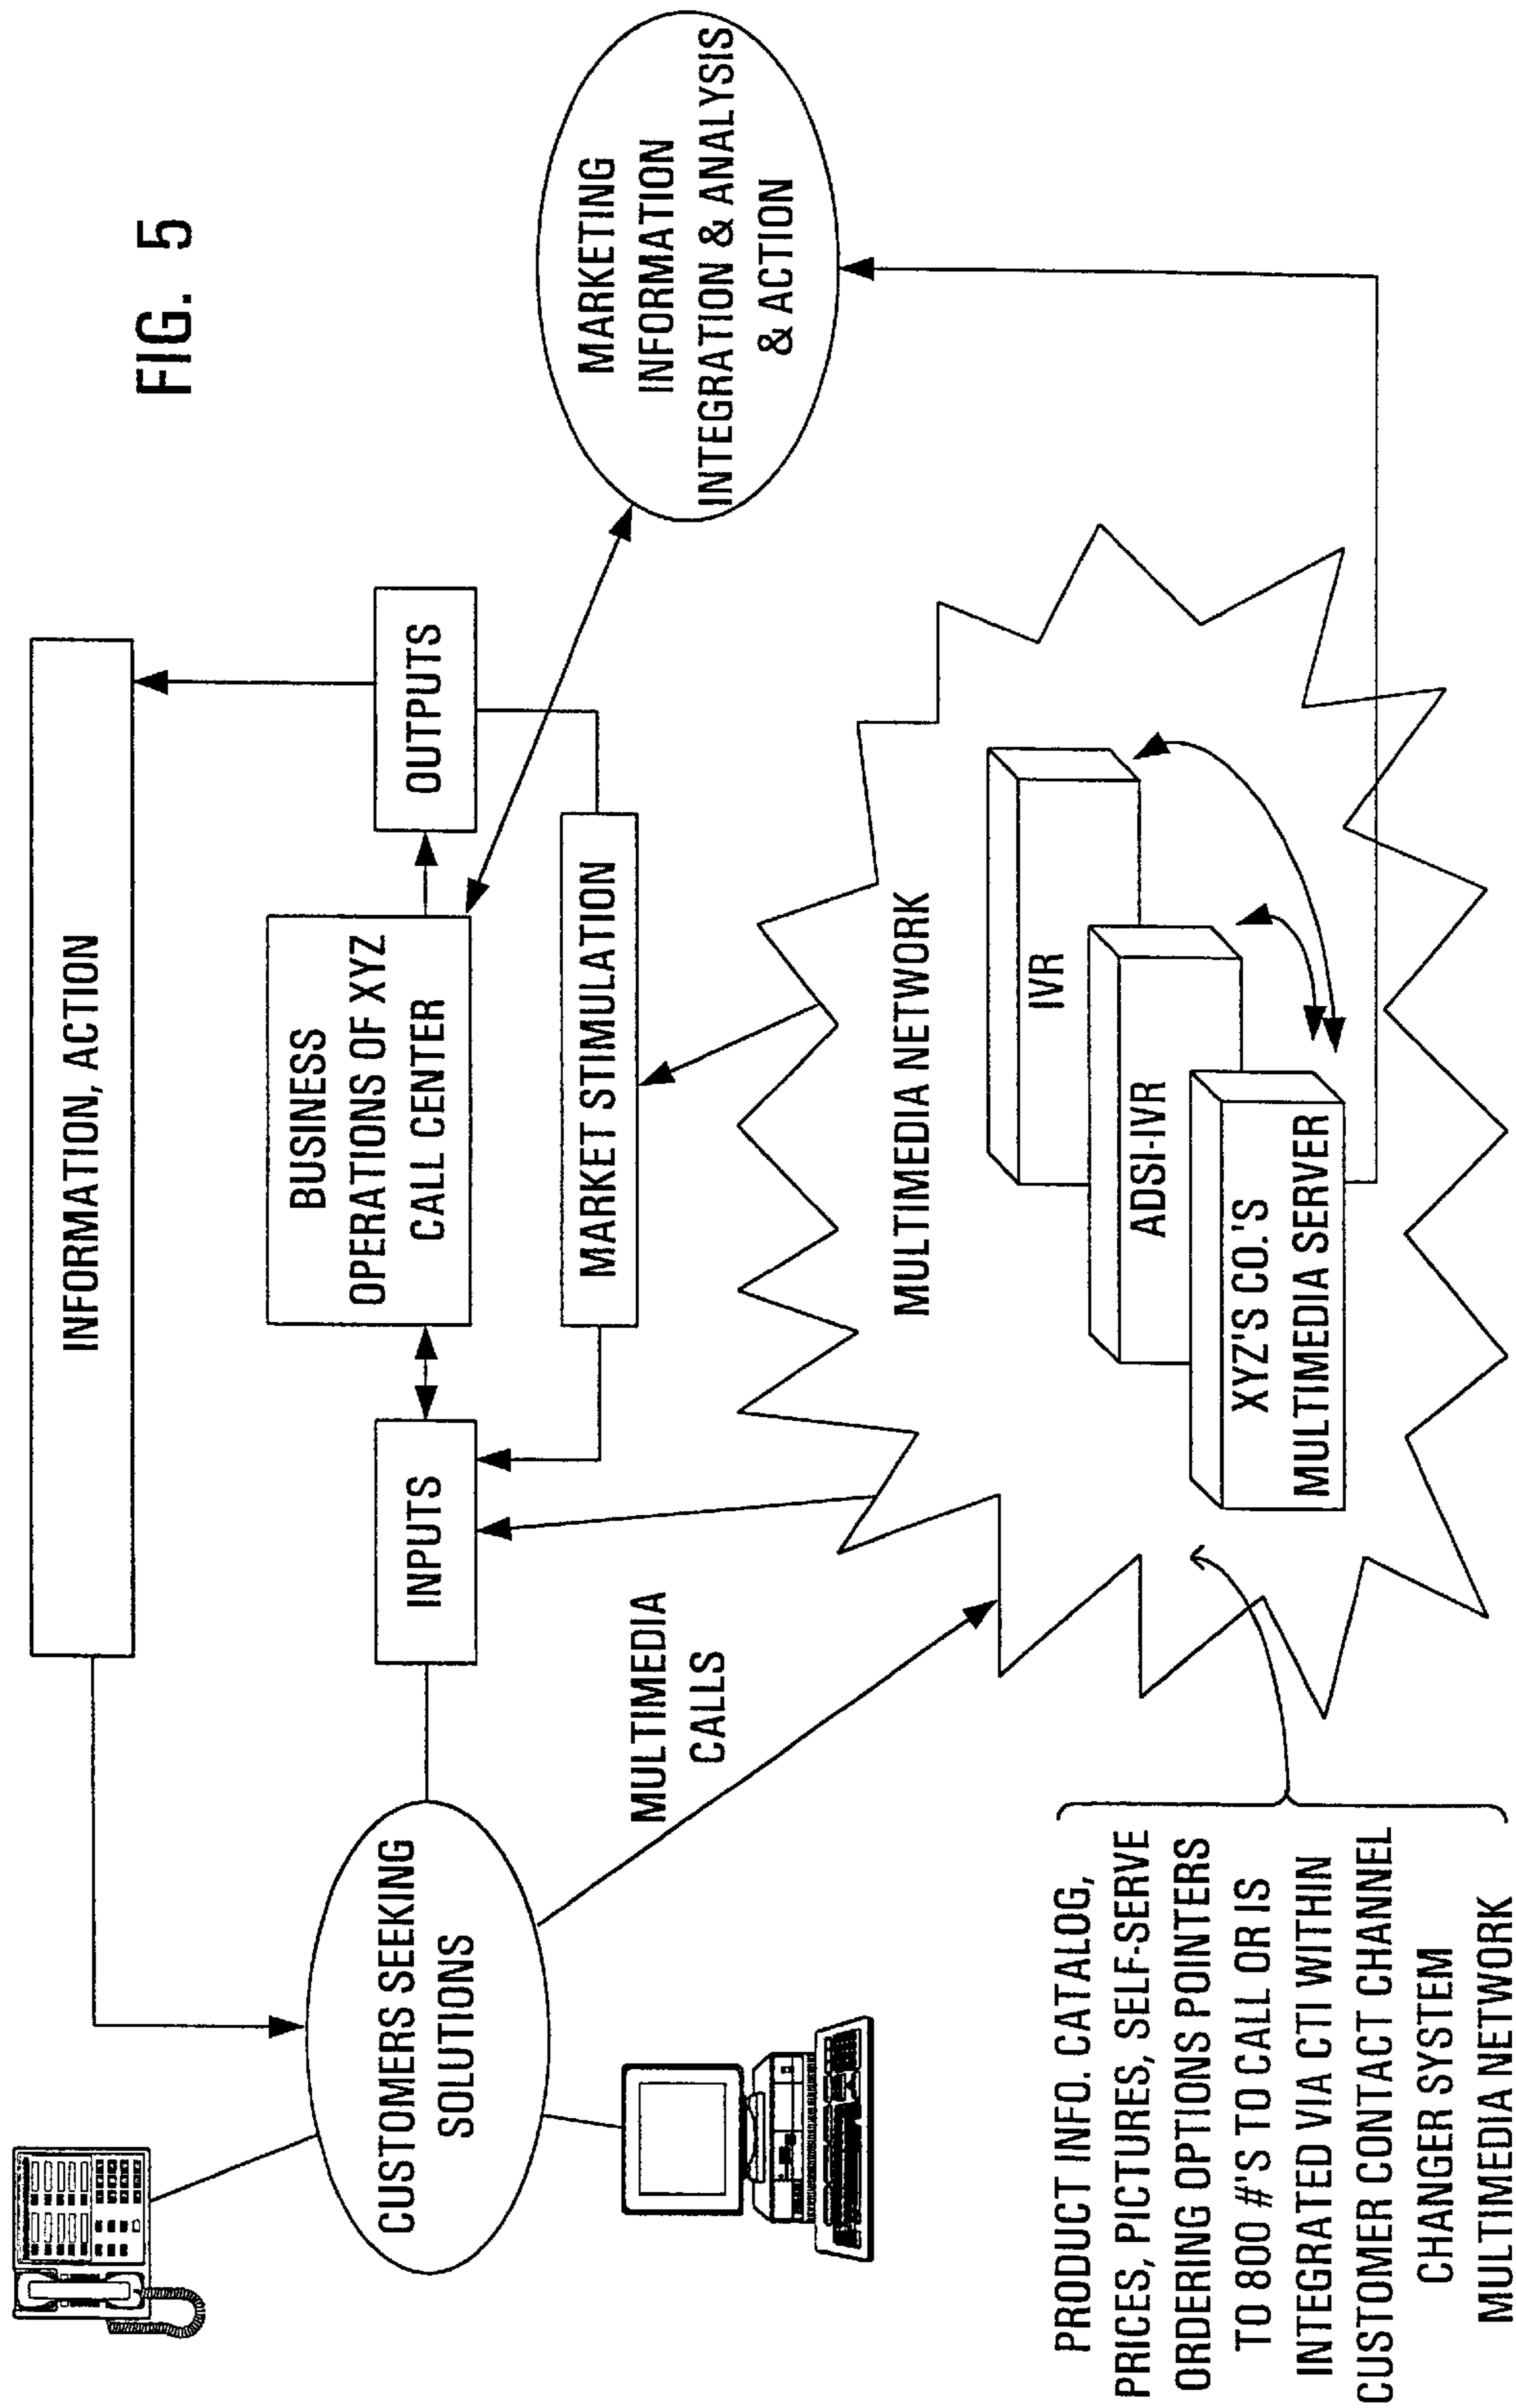 FIG. 5
INFORMATION, ACTION
BUSINESS
OPERATIONS OF XYZ
CALL CENTER
INPUTS
OUTPUTS
MARKET STIMULATION
CUSTOMERS SEEKING
SOLUTIONS
MARKETING
INFORMATION
INTEGRATION & ANALYSIS
& ACTION
MULTIMEDIA
CALLS
MULTIMEDIA NETWORK
IVR
ADSI-IVR
XYZ'S CO.'S
MULTIMEDIA SERVER
PRODUCT INFO. CATALOG,
PRICES, PICTURES, SELF-SERVE
ORDERING OPTIONS POINTERS
TO 800 #'S TO CALL OR IS
INTEGRATED VIA CTI WITHIN
CUSTOMER CONTACT CHANNEL
CHANGER SYSTEM
MULTIMEDIA NETWORK